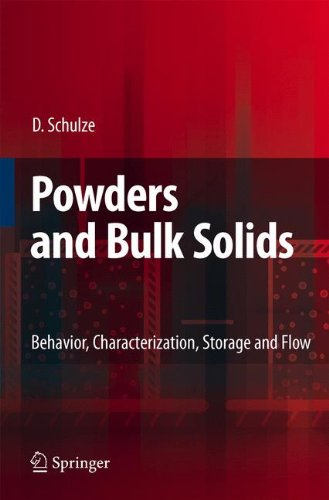 D. Schulze
Powders
and Bulk Solids
Behavior, Characterization, Storage and Flow
Springer